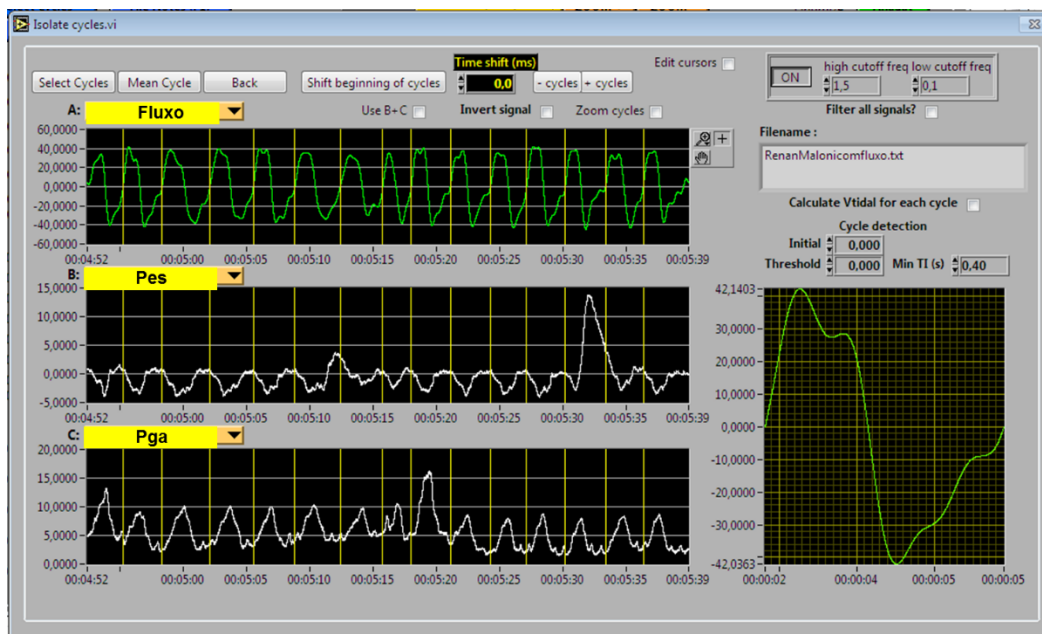 Isolate cycles.vi
Select Cycles Mean Cycle Back Shift beginning of cycles Time shift (ms) 0,0 - cycles + cycles Edit cursors
ON high cutoff freq low cutoff freq
1,5 0,1
A: Fluxo Use B+C Invert signal Zoom cycles Filter all signals?
60,0000
40,0000
20,0000
0,0000
-20,0000
-40,0000
-60,0000
00:04:52 00:05:00 00:05:05 00:05:10 00:05:15 00:05:20 00:05:25 00:05:30 00:05:39
Filename :
RenanMalonicomfluxo.txt
Calculate Vtidal for each cycle
Cycle detection
Initial 0,000
Threshold 0,000 Min TI (s) 0,40
B: Pes
15,0000
10,0000
5,0000
0,0000
-5,0000
00:04:52 00:05:00 00:05:05 00:05:10 00:05:15 00:05:20 00:05:25 00:05:30 00:05:39
C: Pga
20,0000
15,0000
10,0000
5,0000
0,0000
00:04:52 00:05:00 00:05:05 00:05:10 00:05:15 00:05:20 00:05:25 00:05:30 00:05:39
42,1403
30,0000
20,0000
10,0000
0,0000
-10,0000
-20,0000
-30,0000
-42,0363
00:00:02 00:00:04 00:00:05 00:00:05